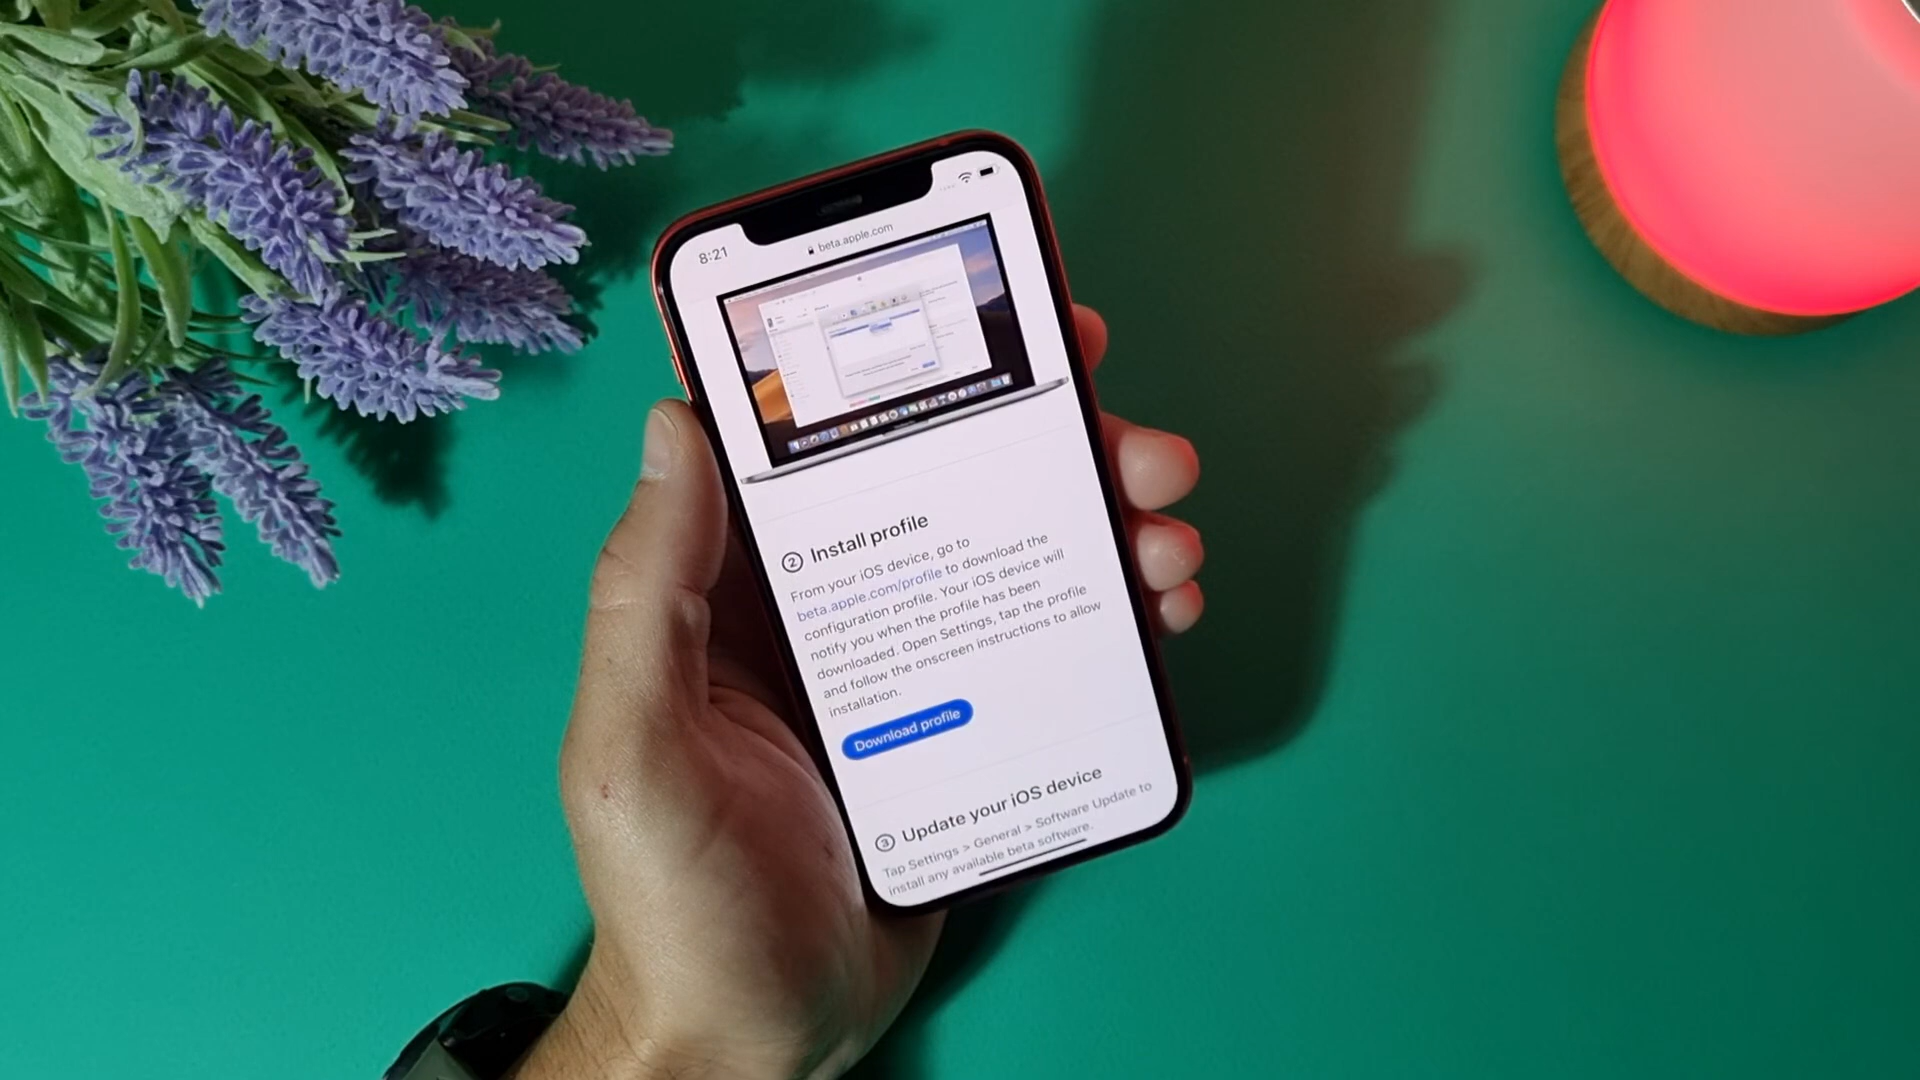 8:21
beta.apple.com
2 Install profile
From your iOS device, go to
beta.apple.com/profile to download the
configuration profile. Your iOS device will
notify you when the profile has been
downloaded. Open Settings, tap the profile
and follow the onscreen instructions to allow
installation.
Download profile
3 Update your iOS device
Tap Settings > General > Software Update to
install any available beta software.